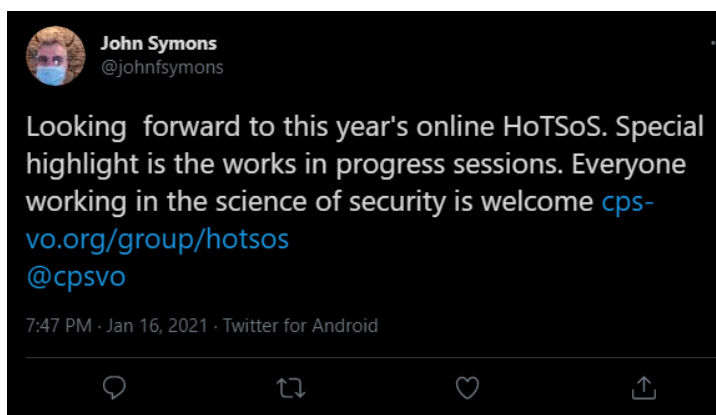 John Symons
@johnfsymons
Looking  forward to this year's online HoTSoS. Special
highlight is the works in progress sessions. Everyone
working in the science of security is welcome cps-
vo.org/group/hotsos
@cpsvo
7:47 PM · Jan 16, 2021 · Twitter for Android